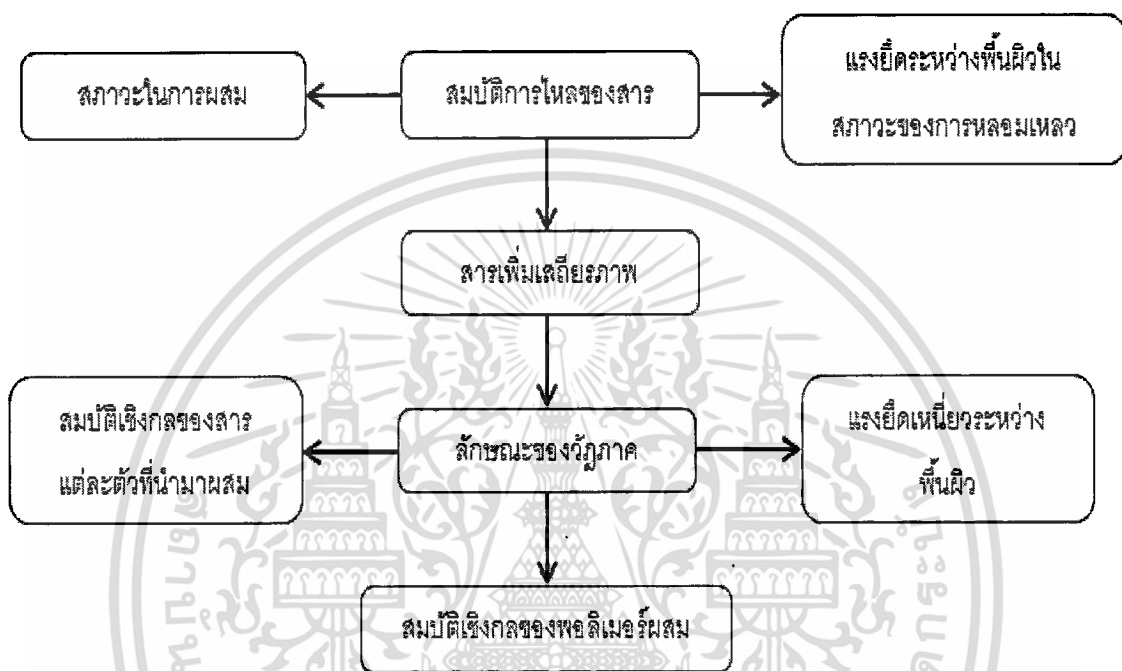 สภาวะในการผสม
สมบัติการไหลของสาร
แรงยึดระหว่างพื้นผิวใน
สภาวะของการหลอมเหลว
สารเพิ่มเสถียรภาพ
สมบัติเชิงกลของสาร
แต่ละตัวที่นำมาผสม
ลักษณะของวัฏภาค
แรงยึดเหนี่ยวระหว่าง
พื้นผิว
สมบัติเชิงกลของพอลิเมอร์ผสม